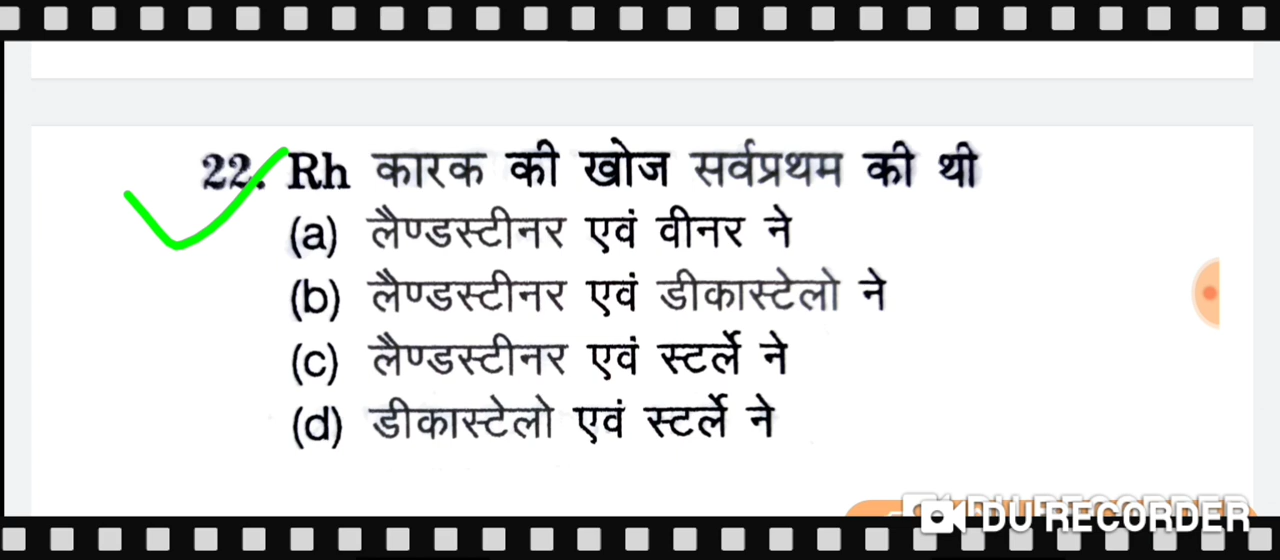 22. Rh कारक की खोज सर्वप्रथम की थी
(a) लैण्डस्टीनर एवं वीनर ने
(b) लैण्डस्टीनर एवं डीकास्टेलो ने
(c) लैण्डस्टीनर एवं स्टर्ले ने
(d) डीकास्टेलो एवं स्टर्ले ने
DU RECORDER